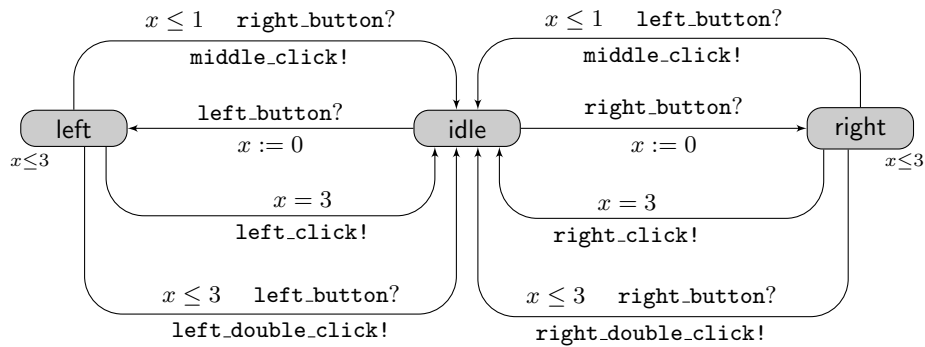 x ≤ 1 right_button?
middle_click!
x ≤ 1 left_button?
middle_click!
left
x≤3
left_button?
x := 0
idle
right_button?
x := 0
right
x≤3
x = 3
left_click!
x = 3
right_click!
x ≤ 3 left_button?
left_double_click!
x ≤ 3 right_button?
right_double_click!